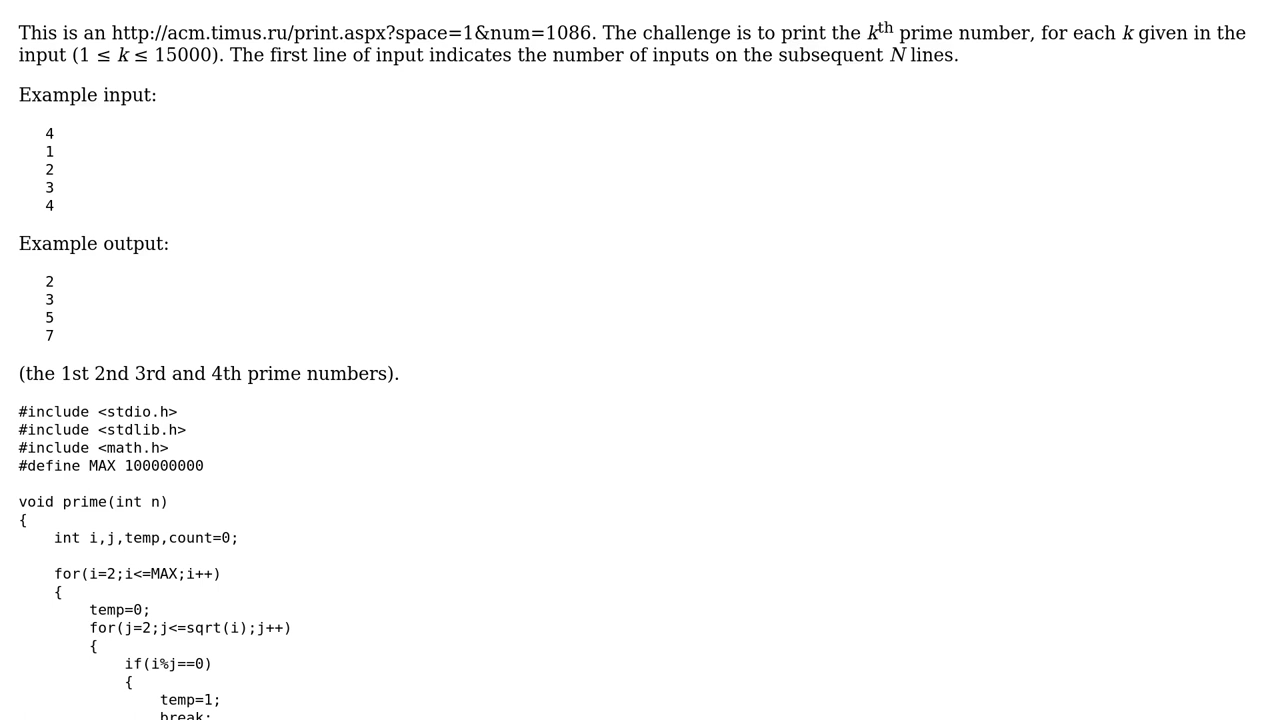 This is an http://acm.timus.ru/print.aspx?space=1&num=1086. The challenge is to print the kth prime number, for each k given in the
input (1 ≤ k ≤ 15000). The first line of input indicates the number of inputs on the subsequent N lines.
Example input:
4
1
2
3
4
Example output:
2
3
5
7
(the 1st 2nd 3rd and 4th prime numbers).
#include <stdio.h>
#include <stdlib.h>
#include <math.h>
#define MAX 100000000
void prime(int n)
{
    int i,j,temp,count=0;
    for(i=2;i<=MAX;i++)
    {
        temp=0;
        for(j=2;j<=sqrt(i);j++)
        {
            if(i%j==0)
            {
                temp=1;
                break;